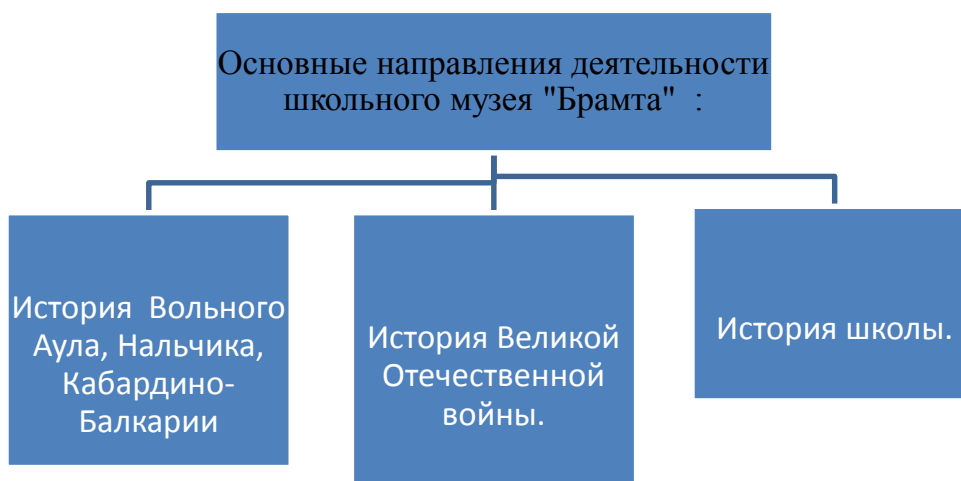 Основные направления деятельности
школьного музея "Брамта"  :
История  Вольного
Аула, Нальчика,
Кабардино-
Балкарии
История Великой
Отечественной
войны.
История школы.